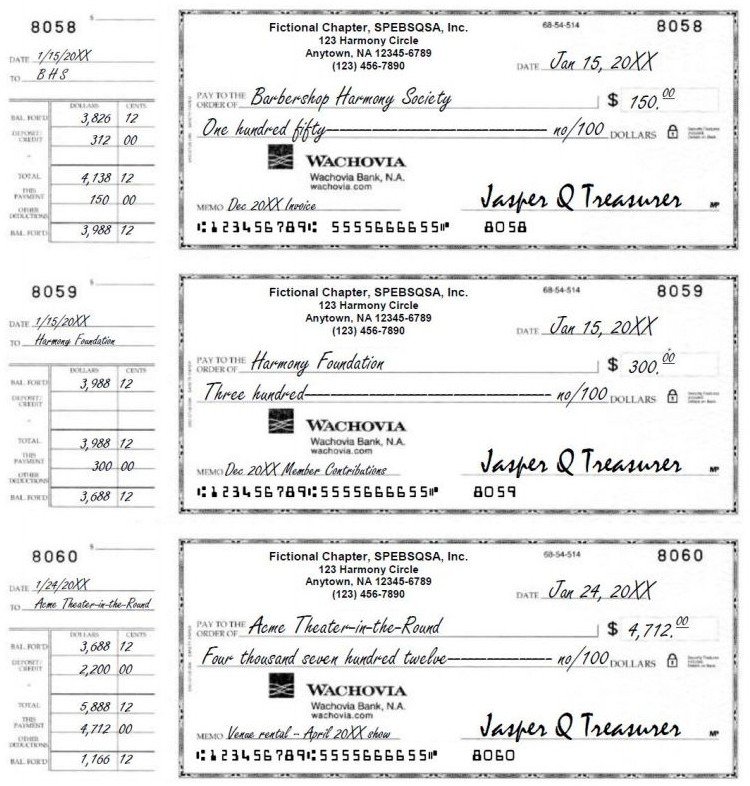 8058
$
DATE 1/15/20XX
TO BHS
DOLLARS CENTS
BAL. FOR'D 3,826 12
DEPOSIT/CREDIT 312 00
"
TOTAL 4,138 12
THIS PAYMENT 150 00
OTHER DEDUCTIONS
BAL. FOR'D 3,988 12
Fictional Chapter, SPEBSQSA, Inc. 68-54-514 8058
123 Harmony Circle
Anytown, NA 12345-6789
(123) 456-7890
DATE Jan 15, 20XX
PAY TO THE
ORDER OF Barbershop Harmony Society $ 150.00
One hundred fifty no/100 DOLLARS
WACHOVIA
Wachovia Bank, N.A.
wachovia.com
MEMO Dec 20XX Invoice Jasper Q Treasurer MP
⑆123456789⑆ 5555666655⑈ 8058
8059
$
DATE 1/15/20XX
TO Harmony Foundation
DOLLARS CENTS
BAL. FOR'D 3,988 12
DEPOSIT/CREDIT
"
TOTAL 3,988 12
THIS PAYMENT 300 00
OTHER DEDUCTIONS
BAL. FOR'D 3,688 12
Fictional Chapter, SPEBSQSA, Inc. 68-54-514 8059
123 Harmony Circle
Anytown, NA 12345-6789
(123) 456-7890
DATE Jan 15, 20XX
PAY TO THE
ORDER OF Harmony Foundation $ 300.00
Three hundred no/100 DOLLARS
WACHOVIA
Wachovia Bank, N.A.
wachovia.com
MEMO Dec 20XX Member Contributions Jasper Q Treasurer MP
⑆123456789⑆5555666655⑈ 8059
8060
$
DATE 1/24/20XX
TO Acme Theater-in-the-Round
DOLLARS CENTS
BAL. FOR'D 3,688 12
DEPOSIT/CREDIT 2,200 00
"
TOTAL 5,888 12
THIS PAYMENT 4,712 00
OTHER DEDUCTIONS
BAL. FOR'D 1,166 12
Fictional Chapter, SPEBSQSA, Inc. 68-54-514 8060
123 Harmony Circle
Anytown, NA 12345-6789
(123) 456-7890
DATE Jan 24, 20XX
PAY TO THE
ORDER OF Acme Theater-in-the-Round $ 4,712.00
Four thousand seven hundred twelve no/100 DOLLARS
WACHOVIA
Wachovia Bank, N.A.
wachovia.com
MEMO Venue rental - April 20XX show Jasper Q Treasurer MP
⑆123456789⑆ 5555666655⑈ 8060